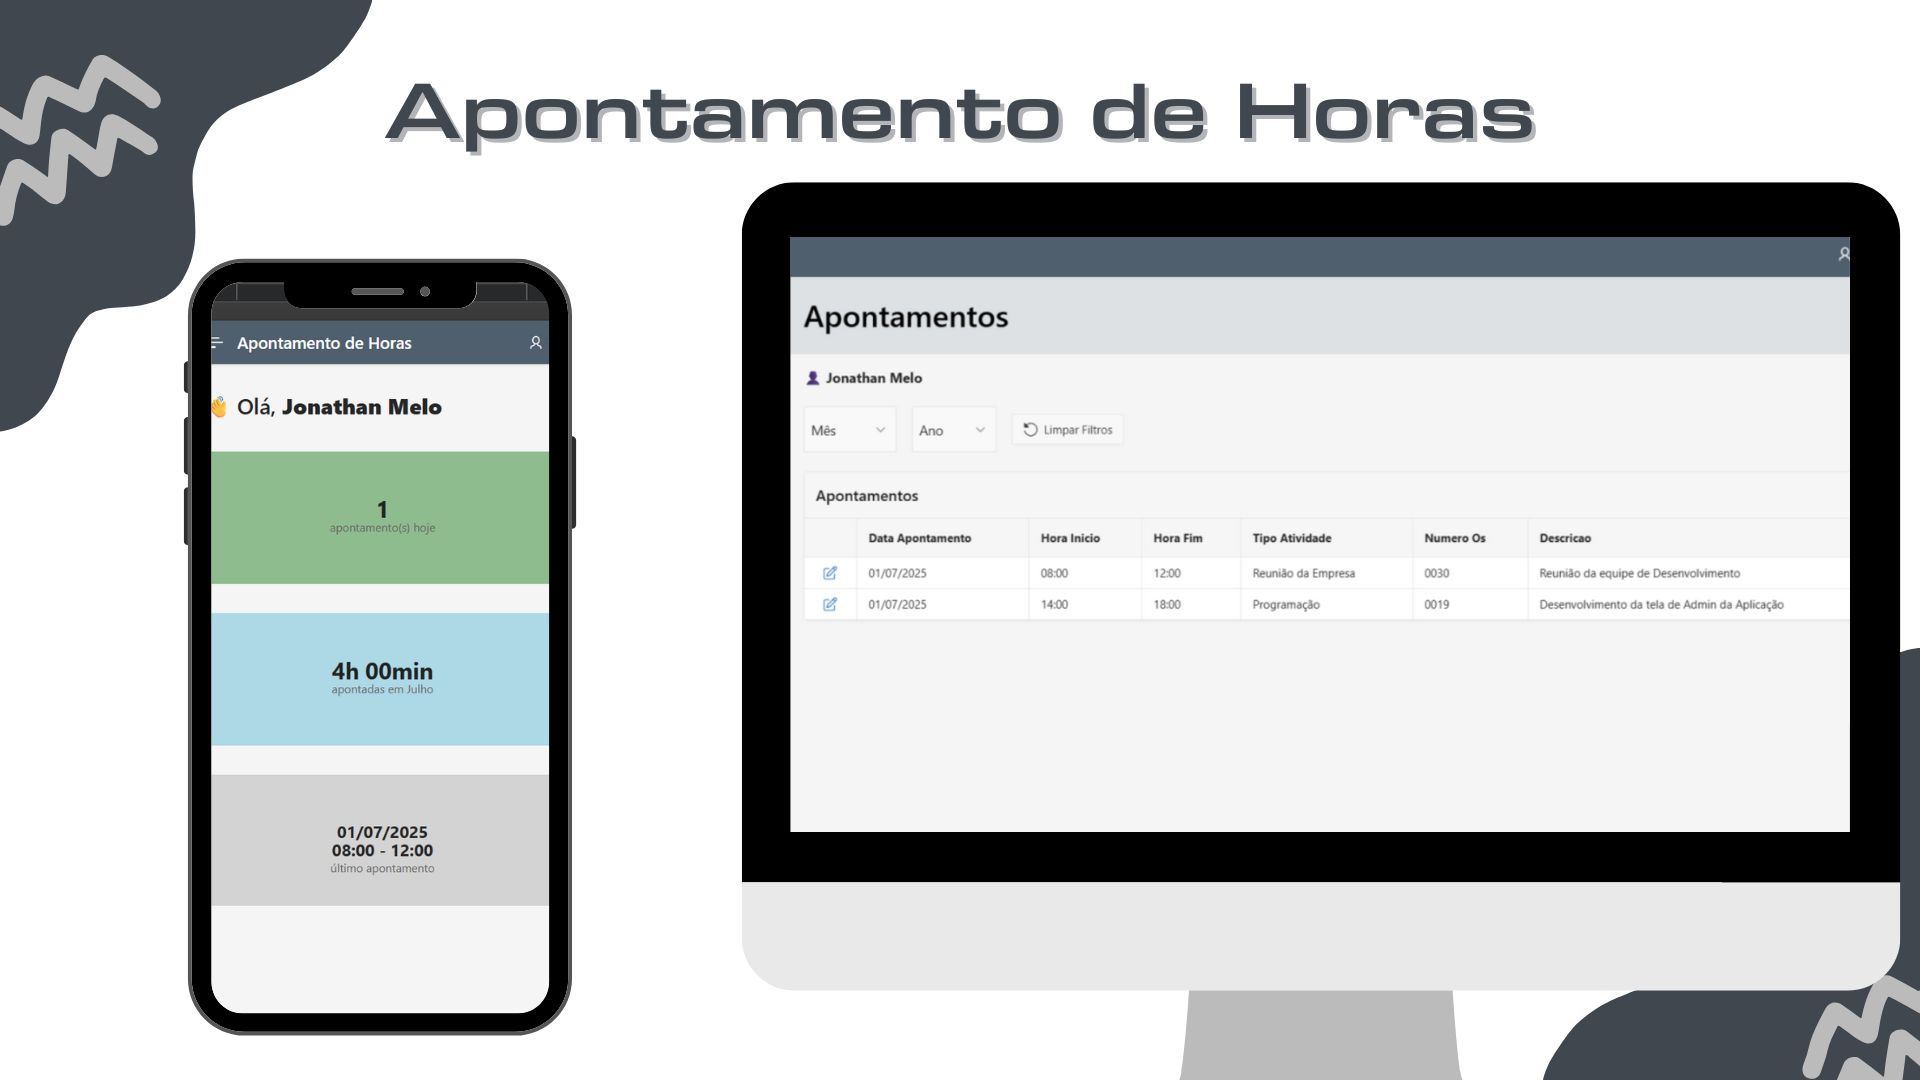 Apontamento de Horas
Apontamento de Horas
Olá, Jonathan Melo
1
apontamento(s) hoje
4h 00min
apontadas em Julho
01/07/2025
08:00 - 12:00
último apontamento
Apontamentos
Jonathan Melo
Mês Ano Limpar Filtros
Apontamentos
Data Apontamento Hora Inicio Hora Fim Tipo Atividade Numero Os Descricao
01/07/2025 08:00 12:00 Reunião da Empresa 0030 Reunião da equipe de Desenvolvimento
01/07/2025 14:00 18:00 Programação 0019 Desenvolvimento da tela de Admin da Aplicação